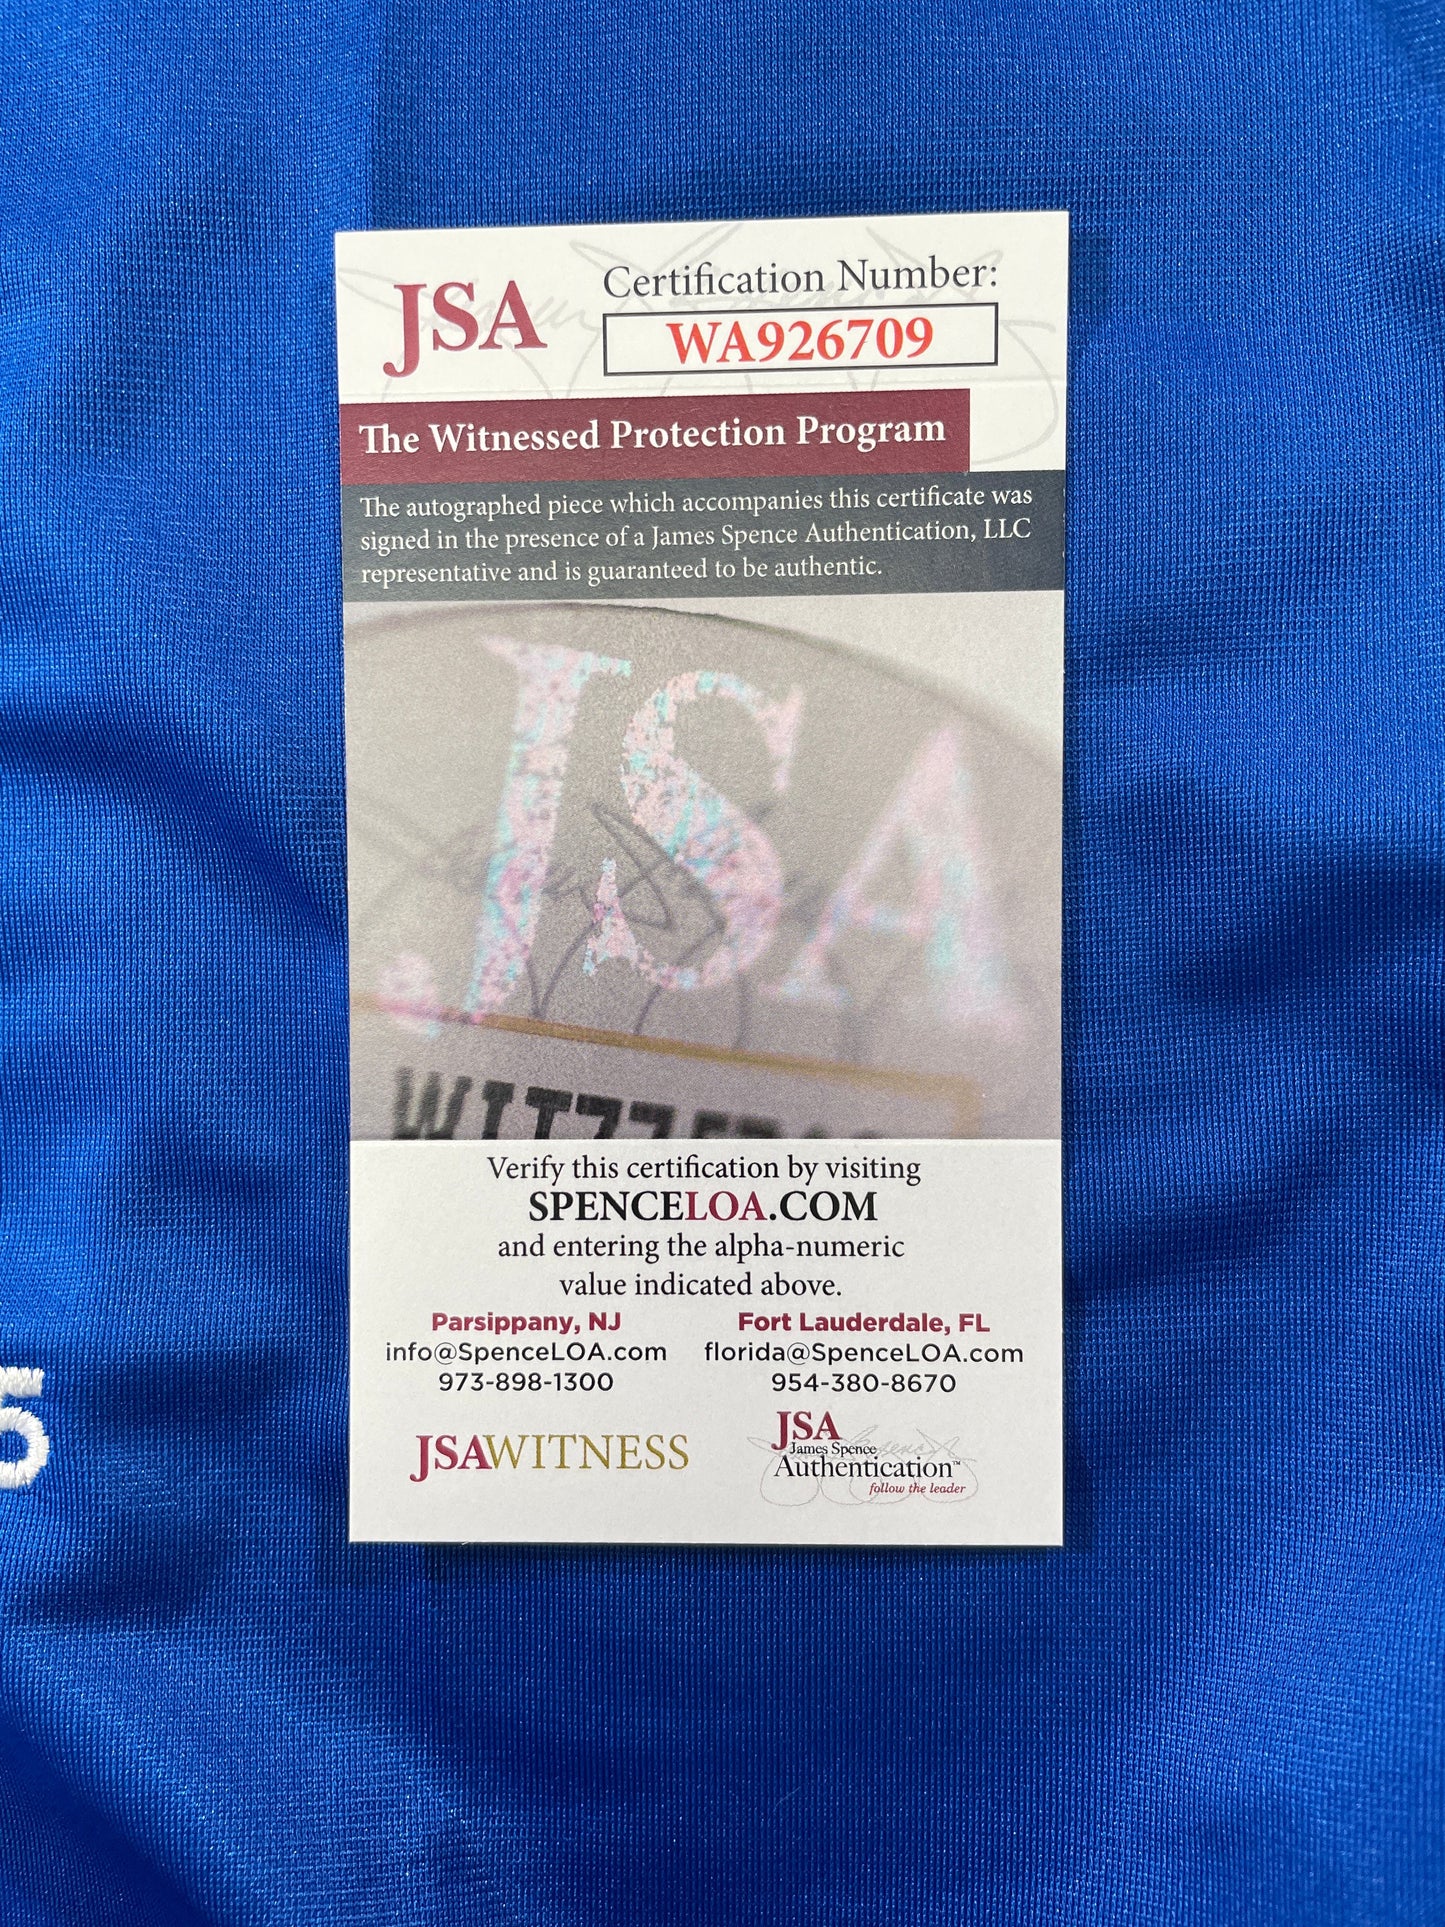 JSA
Certification Number:
WA926709
The Witnessed Protection Program
The autographed piece which accompanies this certificate was
signed in the presence of a James Spence Authentication, LLC
representative and is guaranteed to be authentic.
JSA
Verify this certification by visiting
SPENCELOA.COM
and entering the alpha-numeric
value indicated above.
Parsippany, NJ
info@SpenceLOA.com
973-898-1300
Fort Lauderdale, FL
florida@SpenceLOA.com
954-380-8670
JSAWITNESS
JSA
James Spence
Authentication™
follow the leader
5